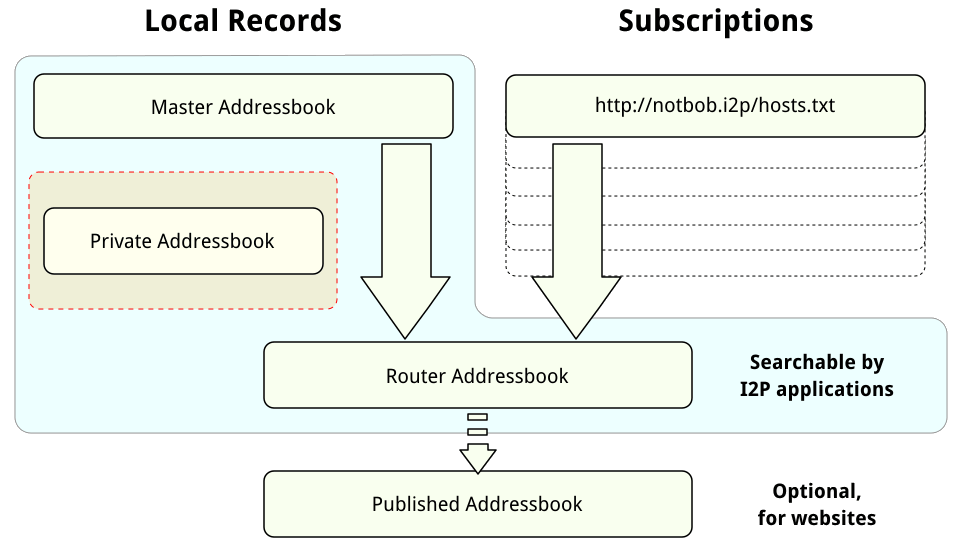 Local Records
Subscriptions
Master Addressbook
http://notbob.i2p/hosts.txt
Private Addressbook
Router Addressbook
Searchable by
I2P applications
Published Addressbook
Optional,
for websites